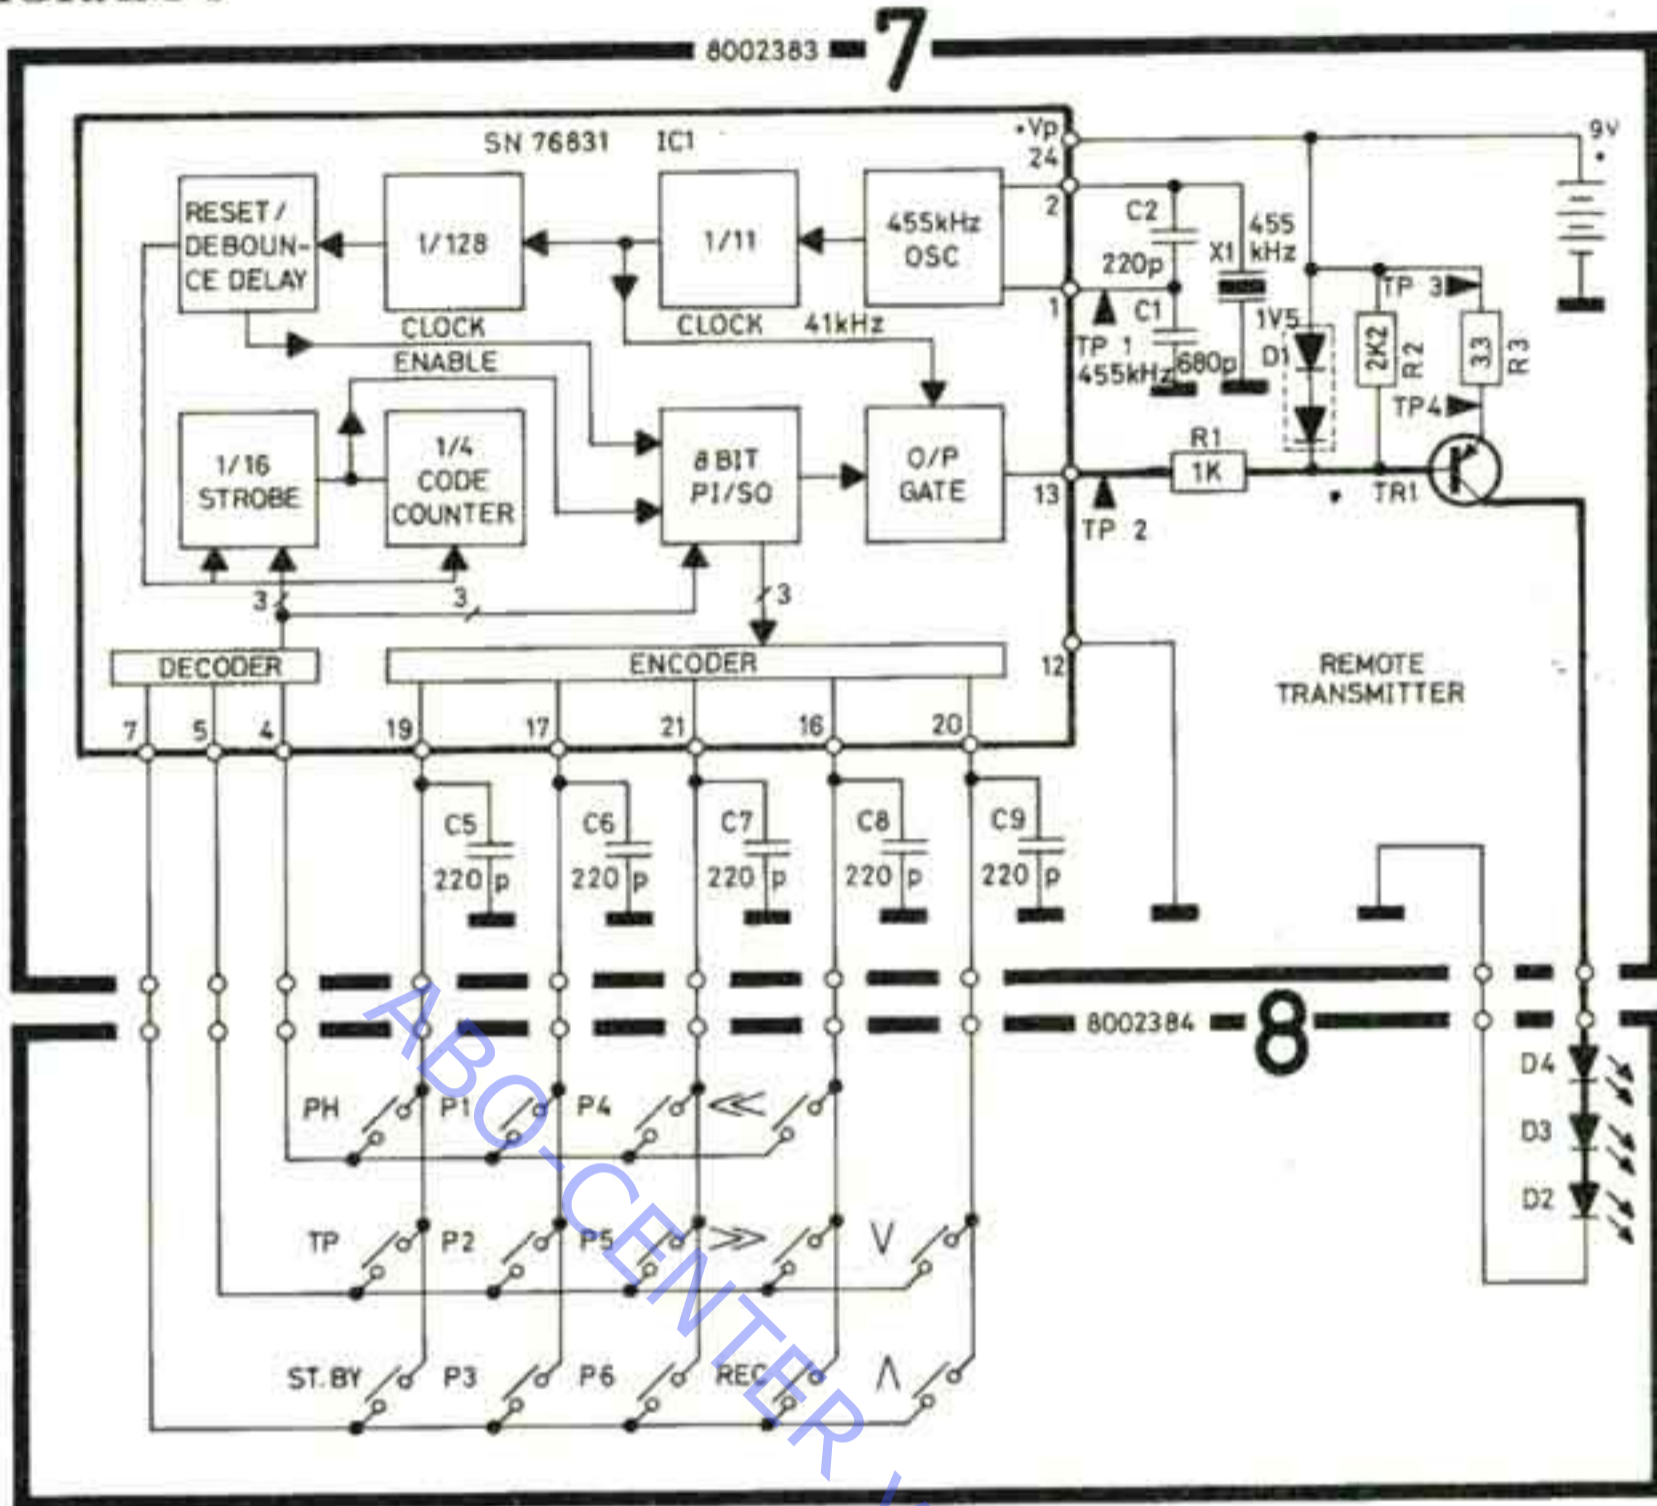 8002383 7
SN 76831 IC1
•Vp
24
9V
RESET/
DEBOUN-
CE DELAY
1/128
1/11
455kHz
OSC
2
1
C2
220p
C1
680p
X1
455
kHz
TP 1
455kHz
1V5
D1
2K2
R2
TP 3
33
R3
TP4
CLOCK
ENABLE
CLOCK 41kHz
1/16
STROBE
1/4
CODE
COUNTER
8 BIT
PI/SO
O/P
GATE
13
TP 2
R1
1K
TR1
3
3
3
DECODER
ENCODER
12
REMOTE
TRANSMITTER
7
5
4
19
17
21
16
20
C5
220p
C6
220p
C7
220p
C8
220p
C9
220p
8002384 8
PH P1 P4 <<
TP P2 P5 >> V
ST. BY P3 P6 REC Λ
D4
D3
D2
ABO-CENTER